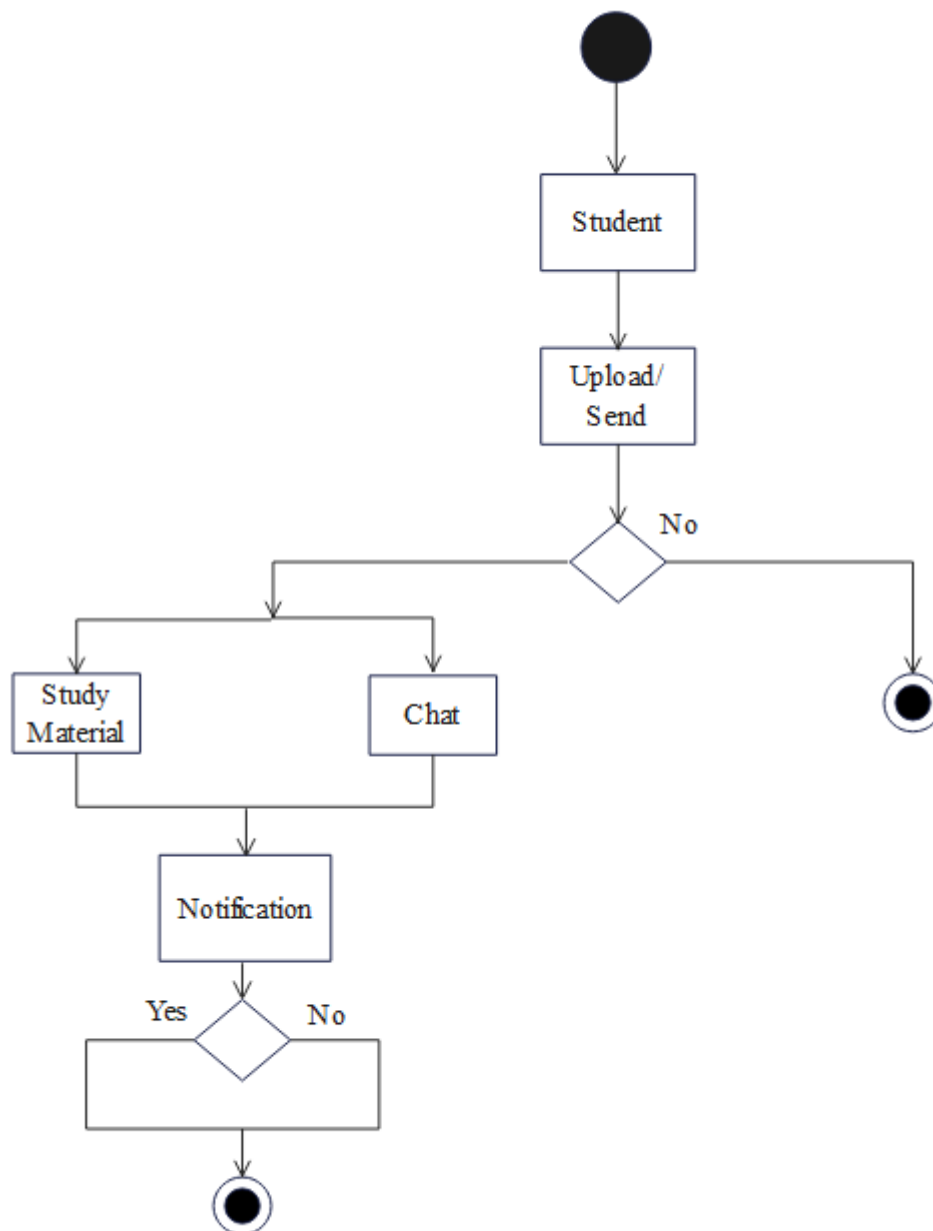 Student
Upload/
Send
No
Study
Material
Chat
Notification
Yes
No